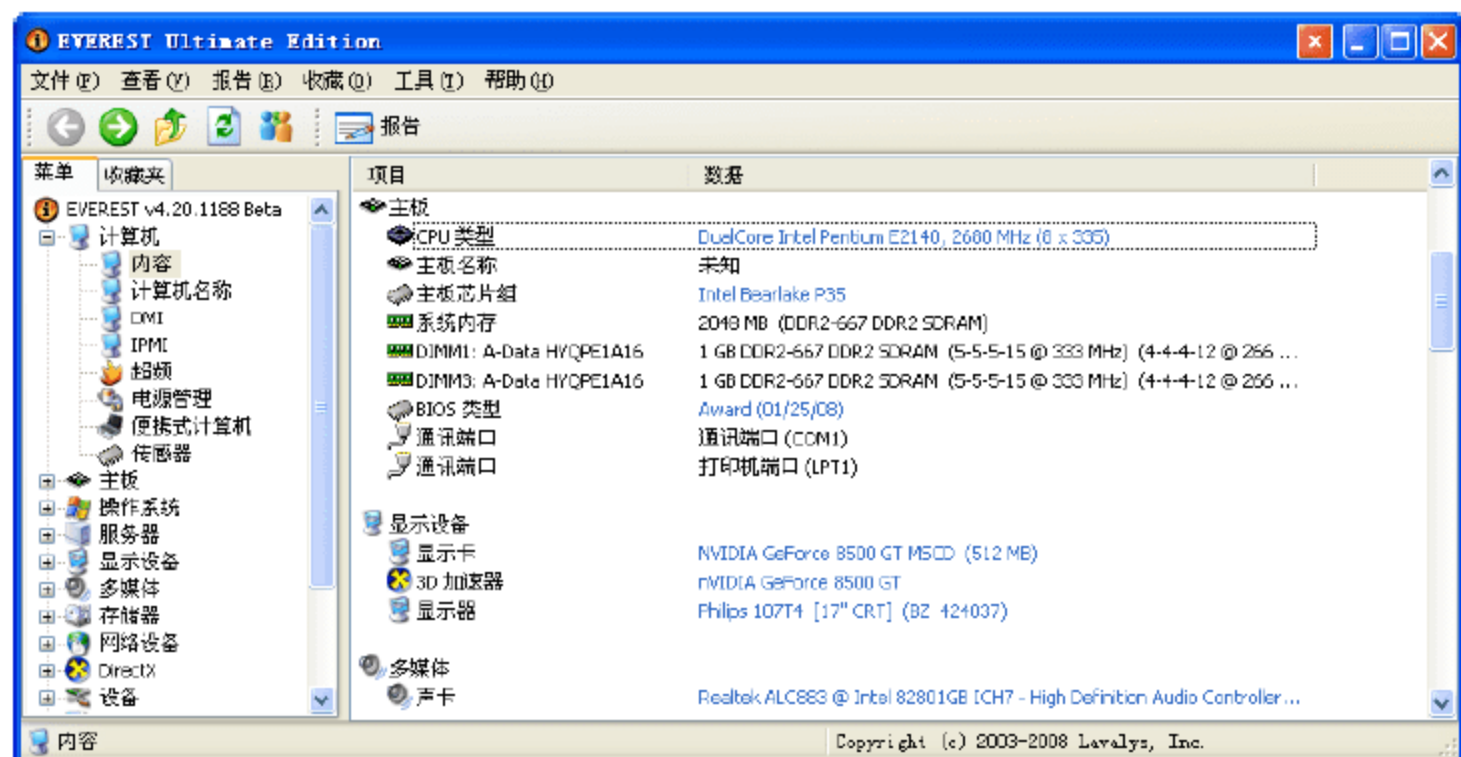 EVEREST Ultimate Edition
文件(F) 查看(V) 报告(R) 收藏(O) 工具(T) 帮助(H)
报告
菜单 收藏夹
项目 数据
EVEREST v4.20.1188 Beta
计算机
内容
计算机名称
DMI
IPMI
超频
电源管理
便携式计算机
传感器
主板
操作系统
服务器
显示设备
多媒体
存储器
网络设备
DirectX
设备
主板
CPU 类型 DualCore Intel Pentium E2140, 2680 MHz (8 x 335)
主板名称 未知
主板芯片组 Intel Bearlake P35
系统内存 2048 MB (DDR2-667 DDR2 SDRAM)
DIMM1: A-Data HYQPE1A16 1 GB DDR2-667 DDR2 SDRAM (5-5-5-15 @ 333 MHz) (4-4-4-12 @ 266 ...
DIMM3: A-Data HYQPE1A16 1 GB DDR2-667 DDR2 SDRAM (5-5-5-15 @ 333 MHz) (4-4-4-12 @ 266 ...
BIOS 类型 Award (01/25/08)
通讯端口 通讯端口 (COM1)
通讯端口 打印机端口 (LPT1)
显示设备
显示卡 NVIDIA GeForce 8500 GT MSCD (512 MB)
3D 加速器 nVIDIA GeForce 8500 GT
显示器 Philips 107T4 [17" CRT] (BZ 424037)
多媒体
声卡 Realtek ALC883 @ Intel 82801GB ICH7 - High Definition Audio Controller...
内容 Copyright (c) 2003-2008 Lavalys, Inc.